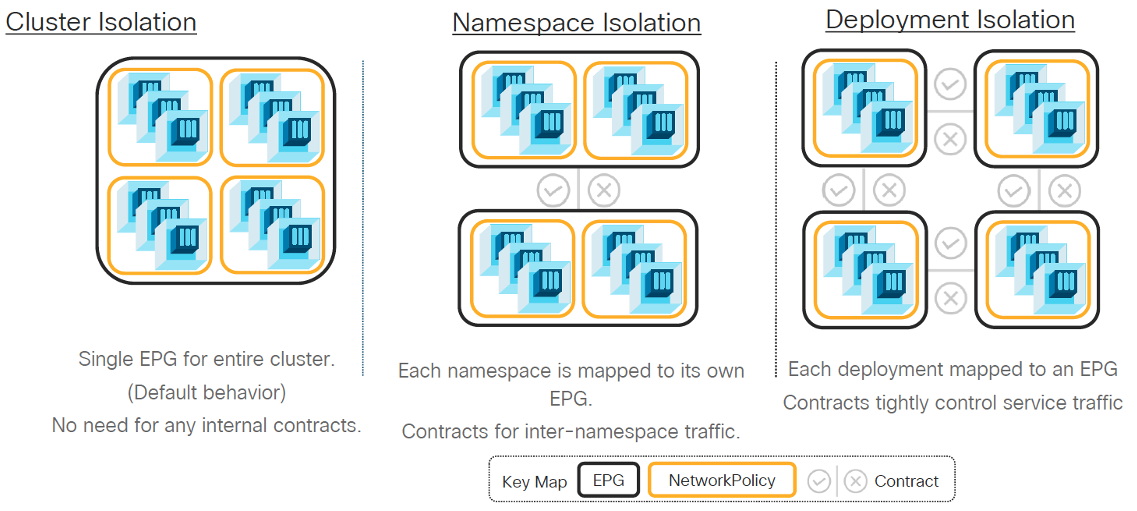 Cluster Isolation
Namespace Isolation
Deployment Isolation
Single EPG for entire cluster.
(Default behavior)
No need for any internal contracts.
Each namespace is mapped to its own
EPG.
Contracts for inter-namespace traffic.
Each deployment mapped to an EPG
Contracts tightly control service traffic
Key Map
EPG
NetworkPolicy
Contract